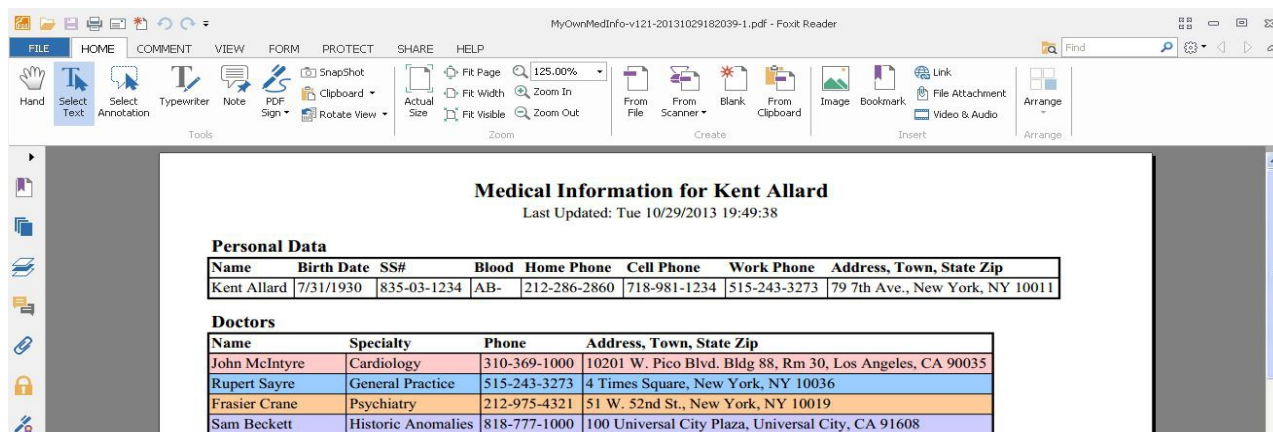 MyOwnMedInfo-v121-20131029182039-1.pdf - Foxit Reader
FILE HOME COMMENT VIEW FORM PROTECT SHARE HELP Find
Hand
Select Text
Select Annotation
Typewriter
Note
PDF Sign
SnapShot
Clipboard
Rotate View
Tools
Actual Size
Fit Page
Fit Width
Fit Visible
125.00%
Zoom In
Zoom Out
Zoom
From File
From Scanner
Blank
From Clipboard
Create
Image
Bookmark
Link
File Attachment
Video & Audio
Insert
Arrange
Arrange
Medical Information for Kent Allard
Last Updated: Tue 10/29/2013 19:49:38
Personal Data
Name Birth Date SS# Blood Home Phone Cell Phone Work Phone Address, Town, State Zip
Kent Allard 7/31/1930 835-03-1234 AB- 212-286-2860 718-981-1234 515-243-3273 79 7th Ave., New York, NY 10011
Doctors
Name Specialty Phone Address, Town, State Zip
John McIntyre Cardiology 310-369-1000 10201 W. Pico Blvd. Bldg 88, Rm 30, Los Angeles, CA 90035
Rupert Sayre General Practice 515-243-3273 4 Times Square, New York, NY 10036
Frasier Crane Psychiatry 212-975-4321 51 W. 52nd St., New York, NY 10019
Sam Beckett Historic Anomalies 818-777-1000 100 Universal City Plaza, Universal City, CA 91608